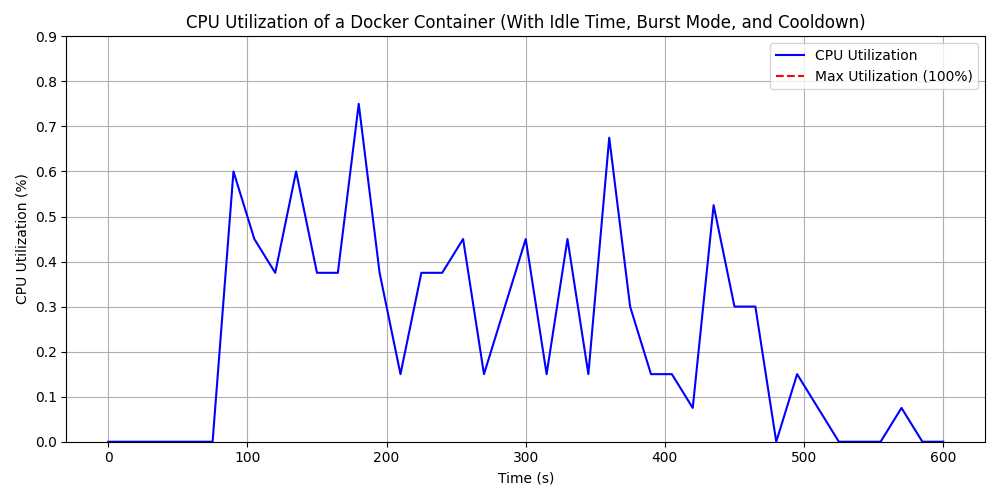 CPU Utilization of a Docker Container (With Idle Time, Burst Mode, and Cooldown)
CPU Utilization
Max Utilization (100%)
CPU Utilization (%)
0.9
0.8
0.7
0.6
0.5
0.4
0.3
0.2
0.1
0.0
0 100 200 300 400 500 600
Time (s)